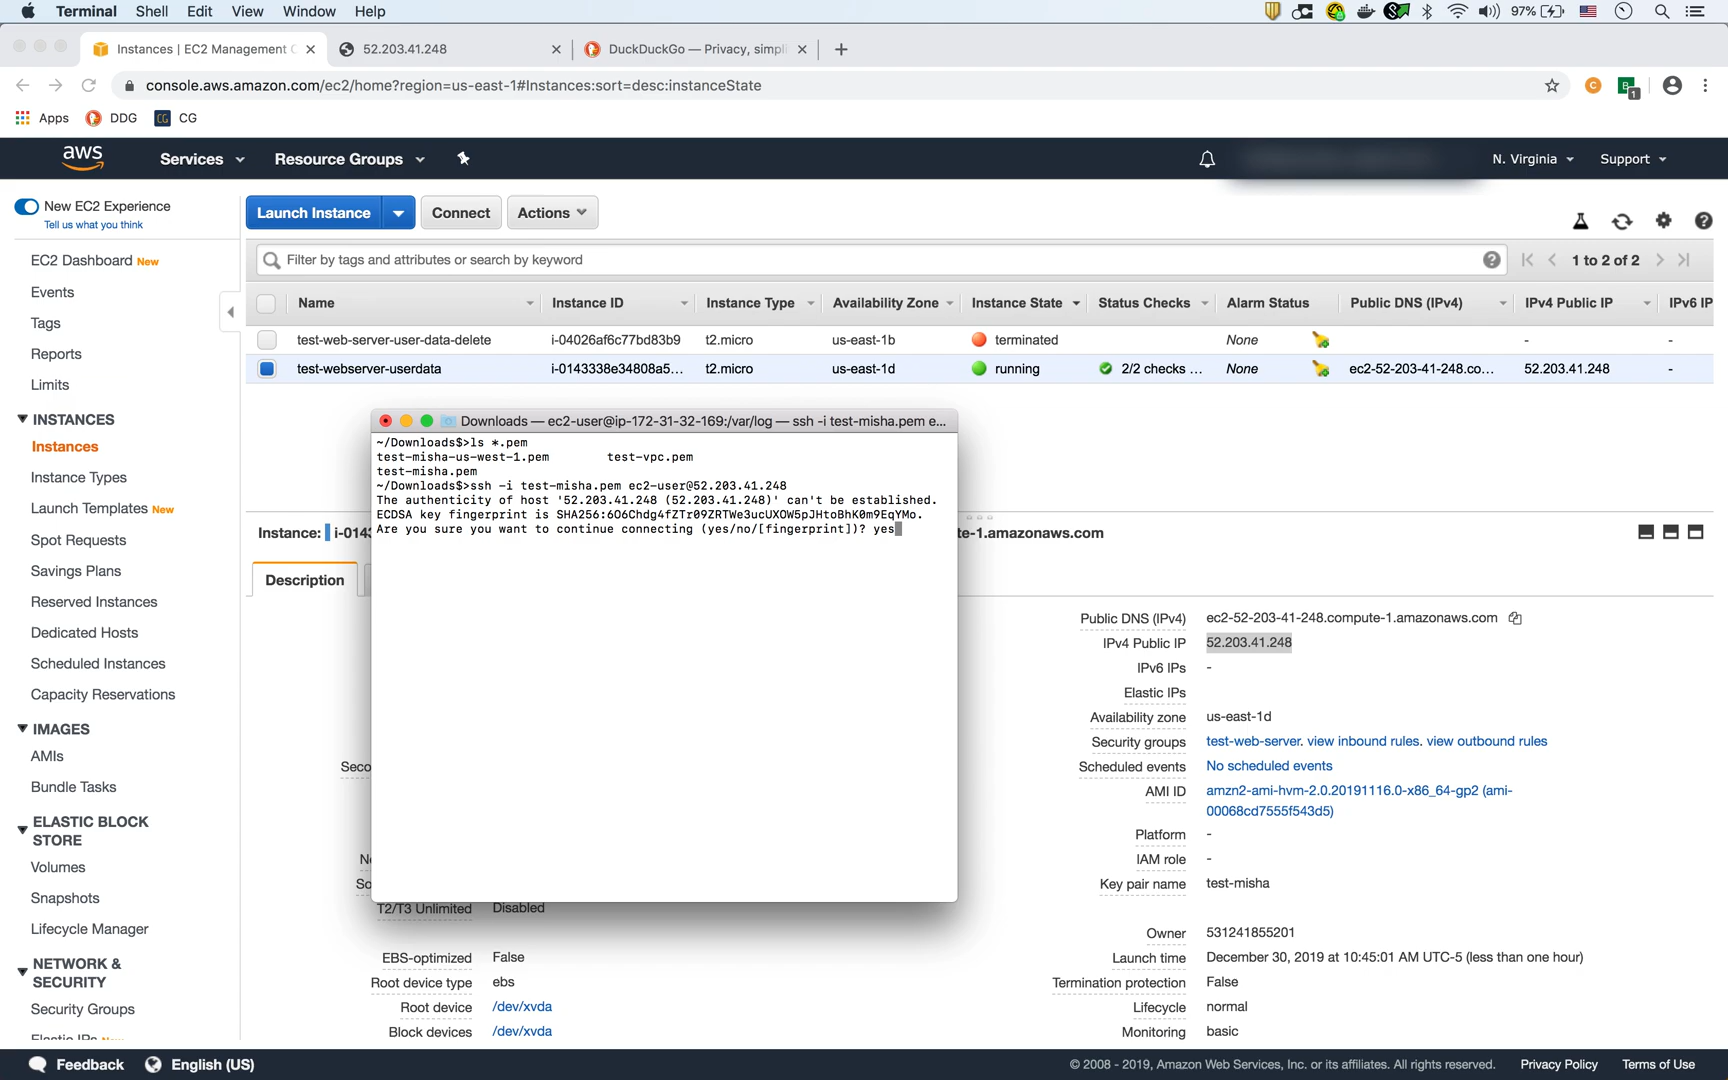 Terminal Shell Edit View Window Help 97%
Instances | EC2 Management C 52.203.41.248 DuckDuckGo — Privacy, simpli
console.aws.amazon.com/ec2/home?region=us-east-1#Instances:sort=desc:instanceState
Apps DDG CG CG
aws Services Resource Groups N. Virginia Support
New EC2 Experience
Tell us what you think
Launch Instance Connect Actions
Filter by tags and attributes or search by keyword 1 to 2 of 2
Name Instance ID Instance Type Availability Zone Instance State Status Checks Alarm Status Public DNS (IPv4) IPv4 Public IP IPv6 IP
test-web-server-user-data-delete i-04026af6c77bd83b9 t2.micro us-east-1b terminated None - -
test-webserver-userdata i-0143338e34808a5... t2.micro us-east-1d running 2/2 checks ... None ec2-52-203-41-248.co... 52.203.41.248 -
EC2 Dashboard New
Events
Tags
Reports
Limits
INSTANCES
Instances
Instance Types
Launch Templates New
Spot Requests
Savings Plans
Reserved Instances
Dedicated Hosts
Scheduled Instances
Capacity Reservations
IMAGES
AMIs
Bundle Tasks
ELASTIC BLOCK
STORE
Volumes
Snapshots
Lifecycle Manager
NETWORK &
SECURITY
Security Groups
Elastic IPs New
Downloads — ec2-user@ip-172-31-32-169:/var/log — ssh -i test-misha.pem e...
~/Downloads$>ls *.pem
test-misha-us-west-1.pem test-vpc.pem
test-misha.pem
~/Downloads$>ssh -i test-misha.pem ec2-user@52.203.41.248
The authenticity of host '52.203.41.248 (52.203.41.248)' can't be established.
ECDSA key fingerprint is SHA256:6O6Chdg4fZTr09ZRTWe3ucUXOW5pJHtoBhK0m9EqYMo.
Are you sure you want to continue connecting (yes/no/[fingerprint])? yes
Instance: i-0143 te-1.amazonaws.com
Description
Public DNS (IPv4) ec2-52-203-41-248.compute-1.amazonaws.com
IPv4 Public IP 52.203.41.248
IPv6 IPs -
Elastic IPs
Availability zone us-east-1d
Security groups test-web-server. view inbound rules. view outbound rules
Seco Scheduled events No scheduled events
AMI ID amzn2-ami-hvm-2.0.20191116.0-x86_64-gp2 (ami-
00068cd7555f543d5)
Platform -
IAM role -
So Key pair name test-misha
T2/T3 Unlimited Disabled
Owner 531241855201
EBS-optimized False Launch time December 30, 2019 at 10:45:01 AM UTC-5 (less than one hour)
Root device type ebs Termination protection False
Root device /dev/xvda Lifecycle normal
Block devices /dev/xvda Monitoring basic
Feedback English (US) © 2008 - 2019, Amazon Web Services, Inc. or its affiliates. All rights reserved. Privacy Policy Terms of Use